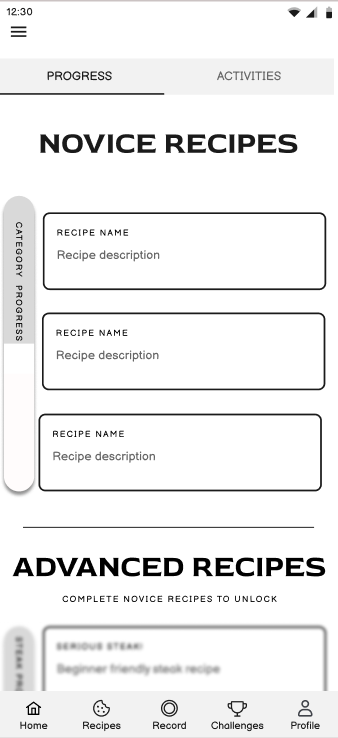 12:30
PROGRESS
ACTIVITIES
NOVICE RECIPES
CATEGORY PROGRESS
RECIPE NAME
Recipe description
RECIPE NAME
Recipe description
RECIPE NAME
Recipe description
ADVANCED RECIPES
COMPLETE NOVICE RECIPES TO UNLOCK
STEAK PRO
SERIOUS STEAK!
Beginner friendly steak recipe
Home
Recipes
Record
Challenges
Profile